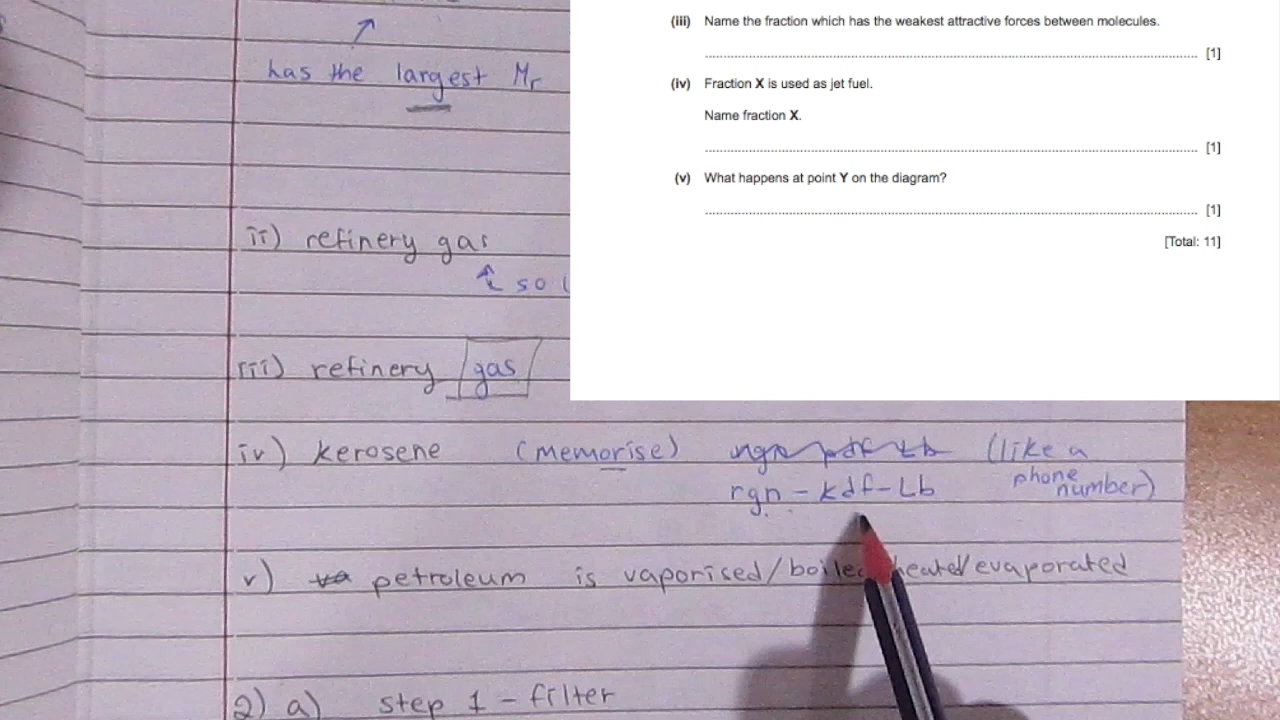 has the largest Mr
ii) refinery gas
so
iii) refinery gas
iv) kerosene (memorise) (like a
phone
number)
rgn - kdf - Lb
v) petroleum is vaporised/boiled/heated/evaporated
2) a) step 1 - filter
(iii) Name the fraction which has the weakest attractive forces between molecules.
[1]
(iv) Fraction X is used as jet fuel.
Name fraction X.
[1]
(v) What happens at point Y on the diagram?
[1]
[Total: 11]